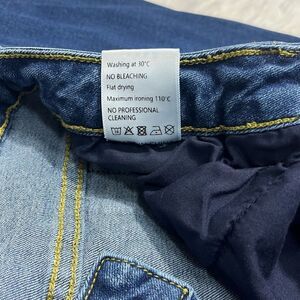 Washing at 30°C
NO BLEACHING
Flat drying
Maximum ironing 110°C
NO PROFESSIONAL
CLEANING